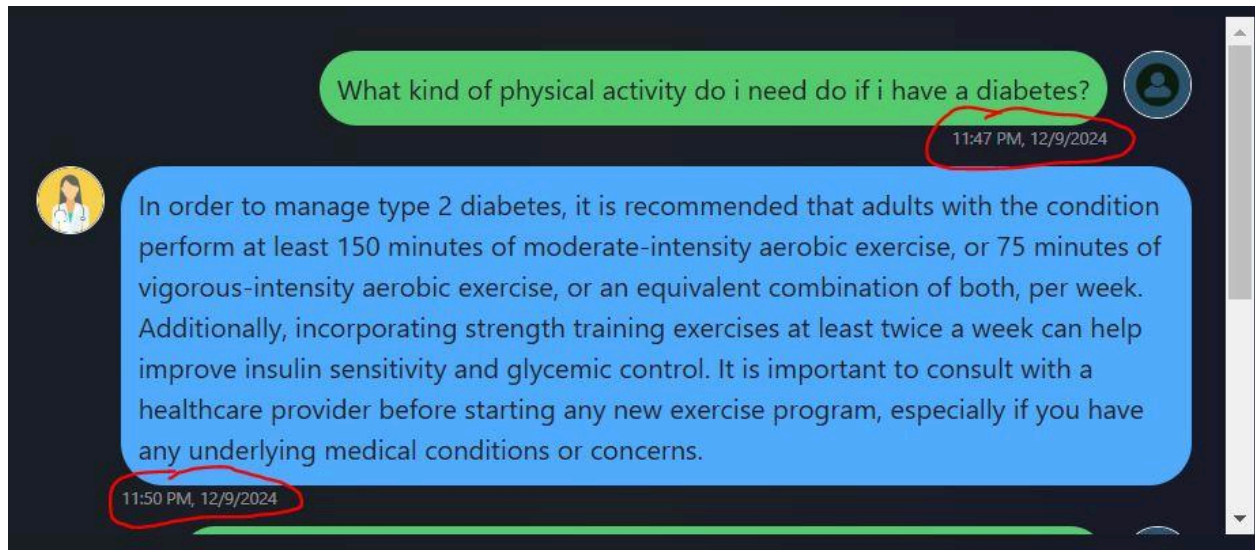 What kind of physical activity do i need do if i have a diabetes?
11:47 PM, 12/9/2024
In order to manage type 2 diabetes, it is recommended that adults with the condition
perform at least 150 minutes of moderate-intensity aerobic exercise, or 75 minutes of
vigorous-intensity aerobic exercise, or an equivalent combination of both, per week.
Additionally, incorporating strength training exercises at least twice a week can help
improve insulin sensitivity and glycemic control. It is important to consult with a
healthcare provider before starting any new exercise program, especially if you have
any underlying medical conditions or concerns.
11:50 PM, 12/9/2024